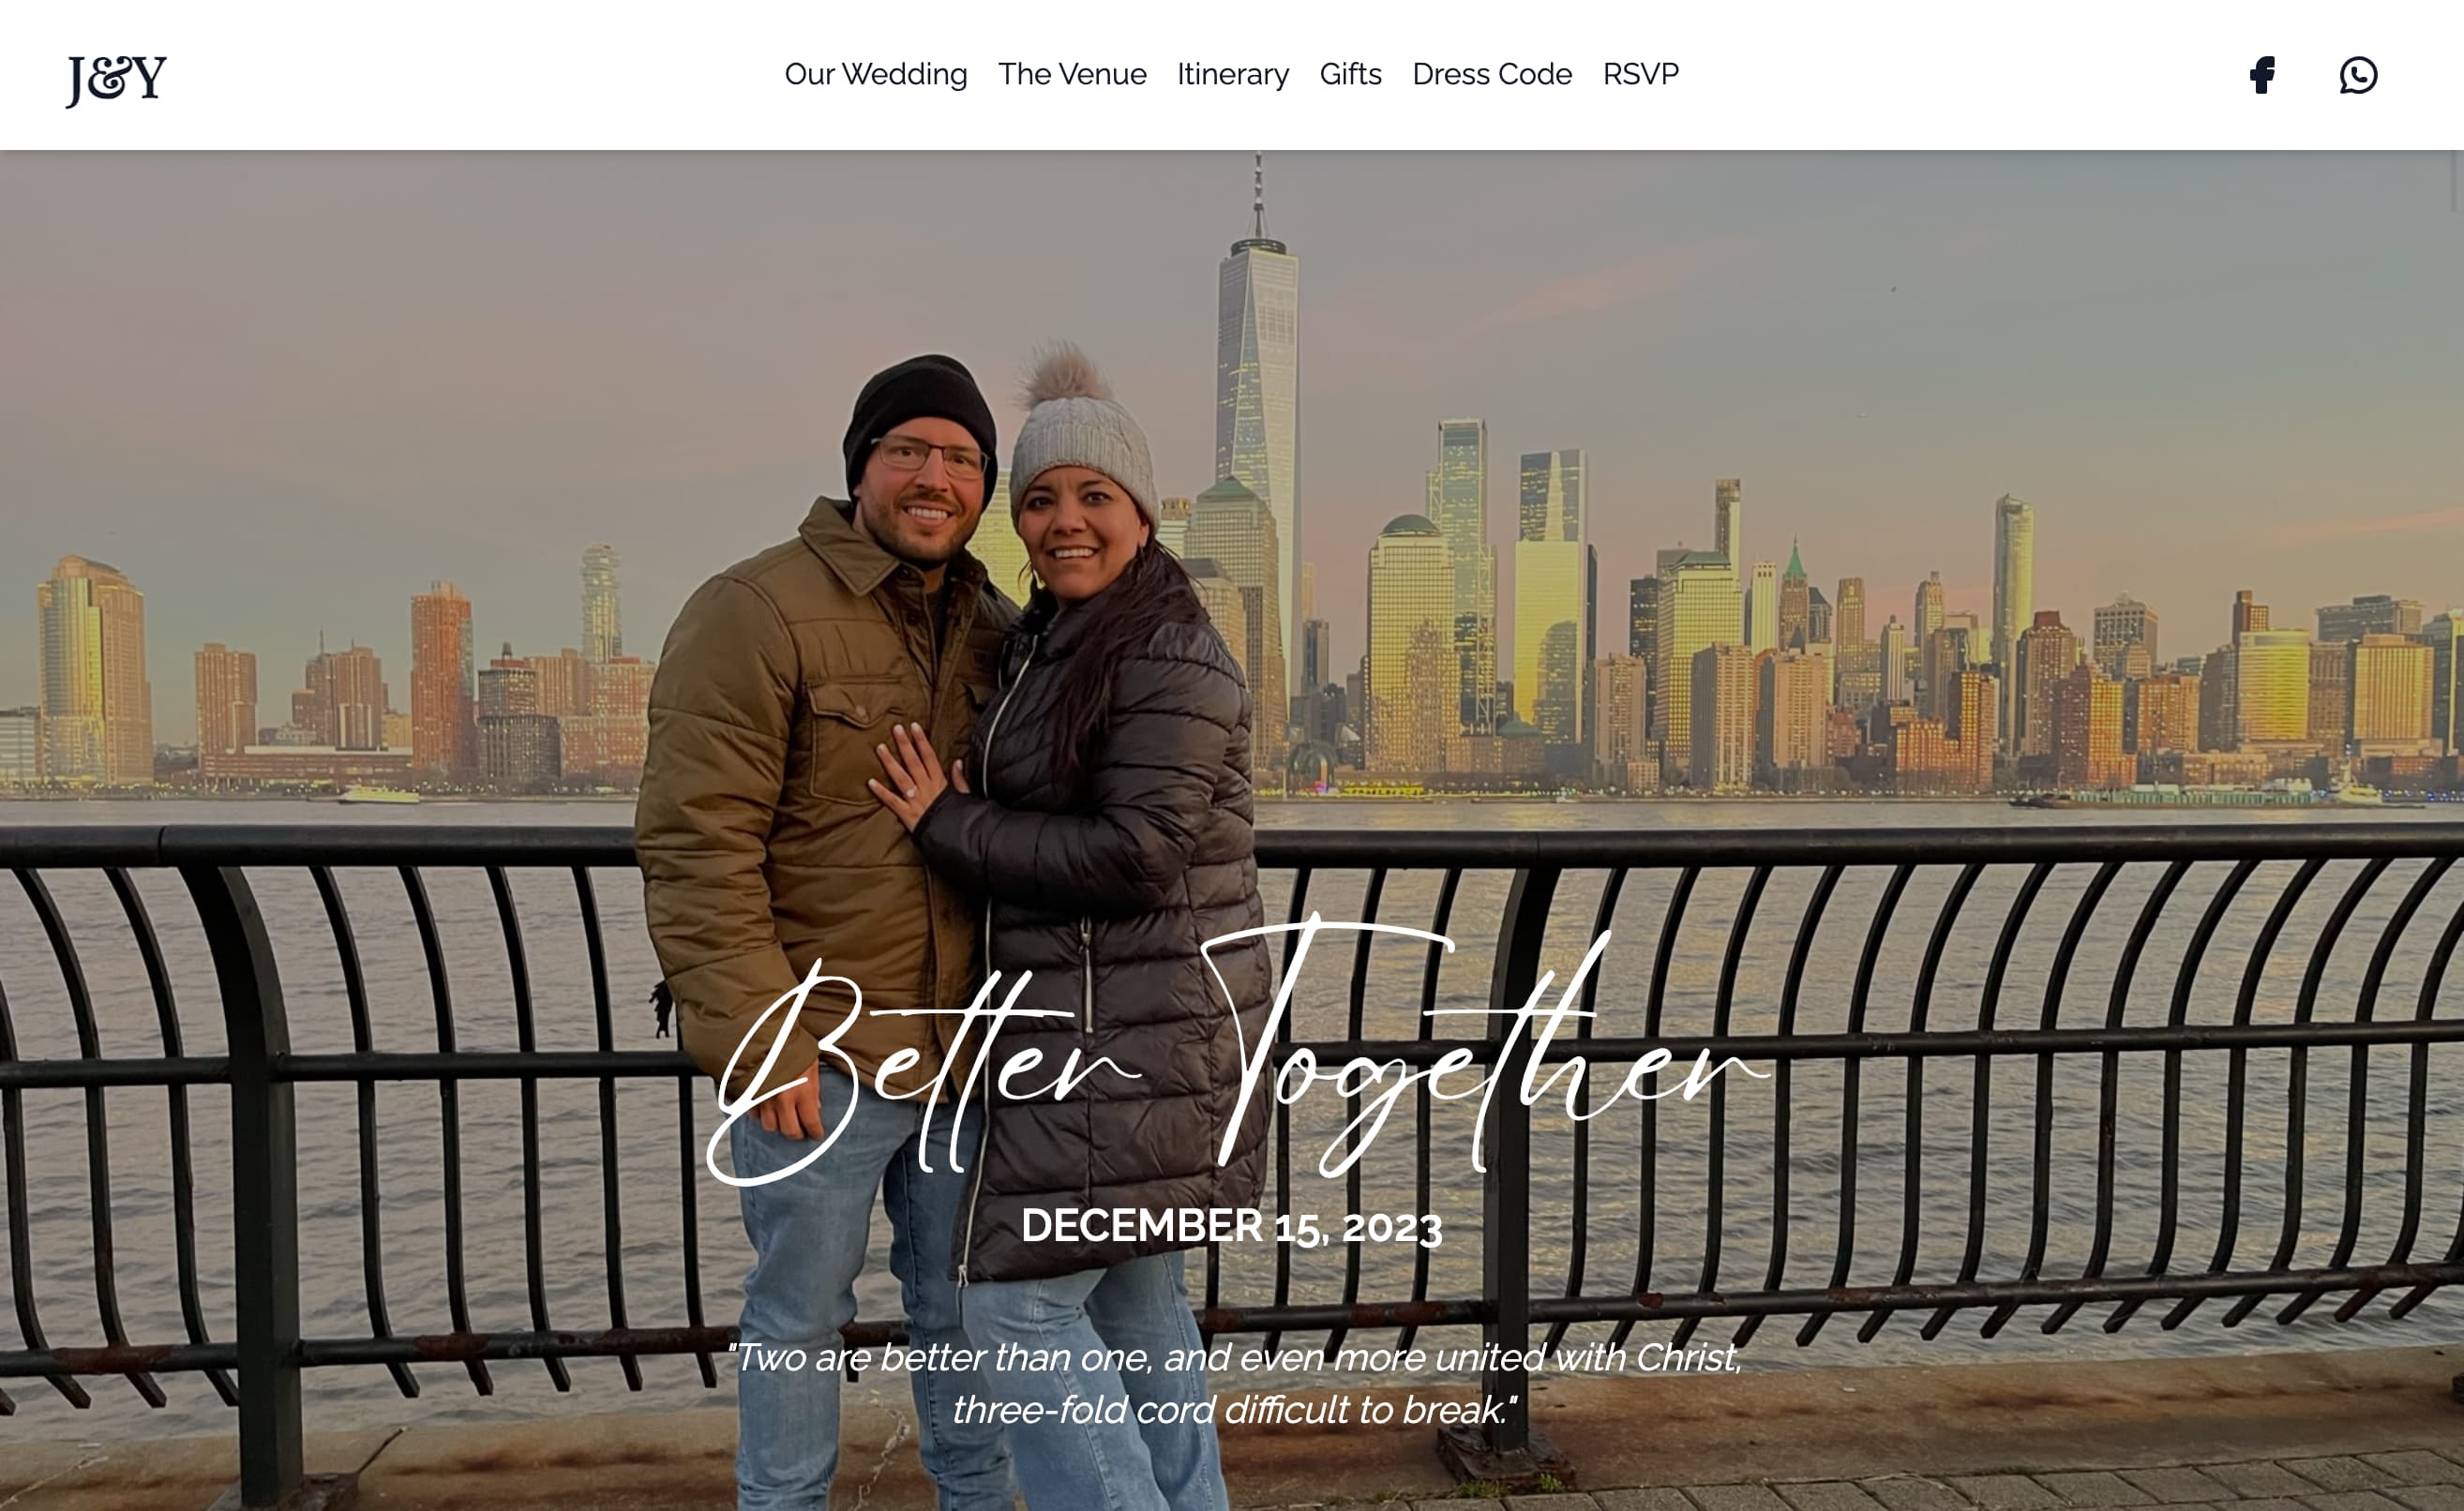 J&Y
Our Wedding The Venue Itinerary Gifts Dress Code RSVP
Better Together
DECEMBER 15, 2023
"Two are better than one, and even more united with Christ,
three-fold cord difficult to break."